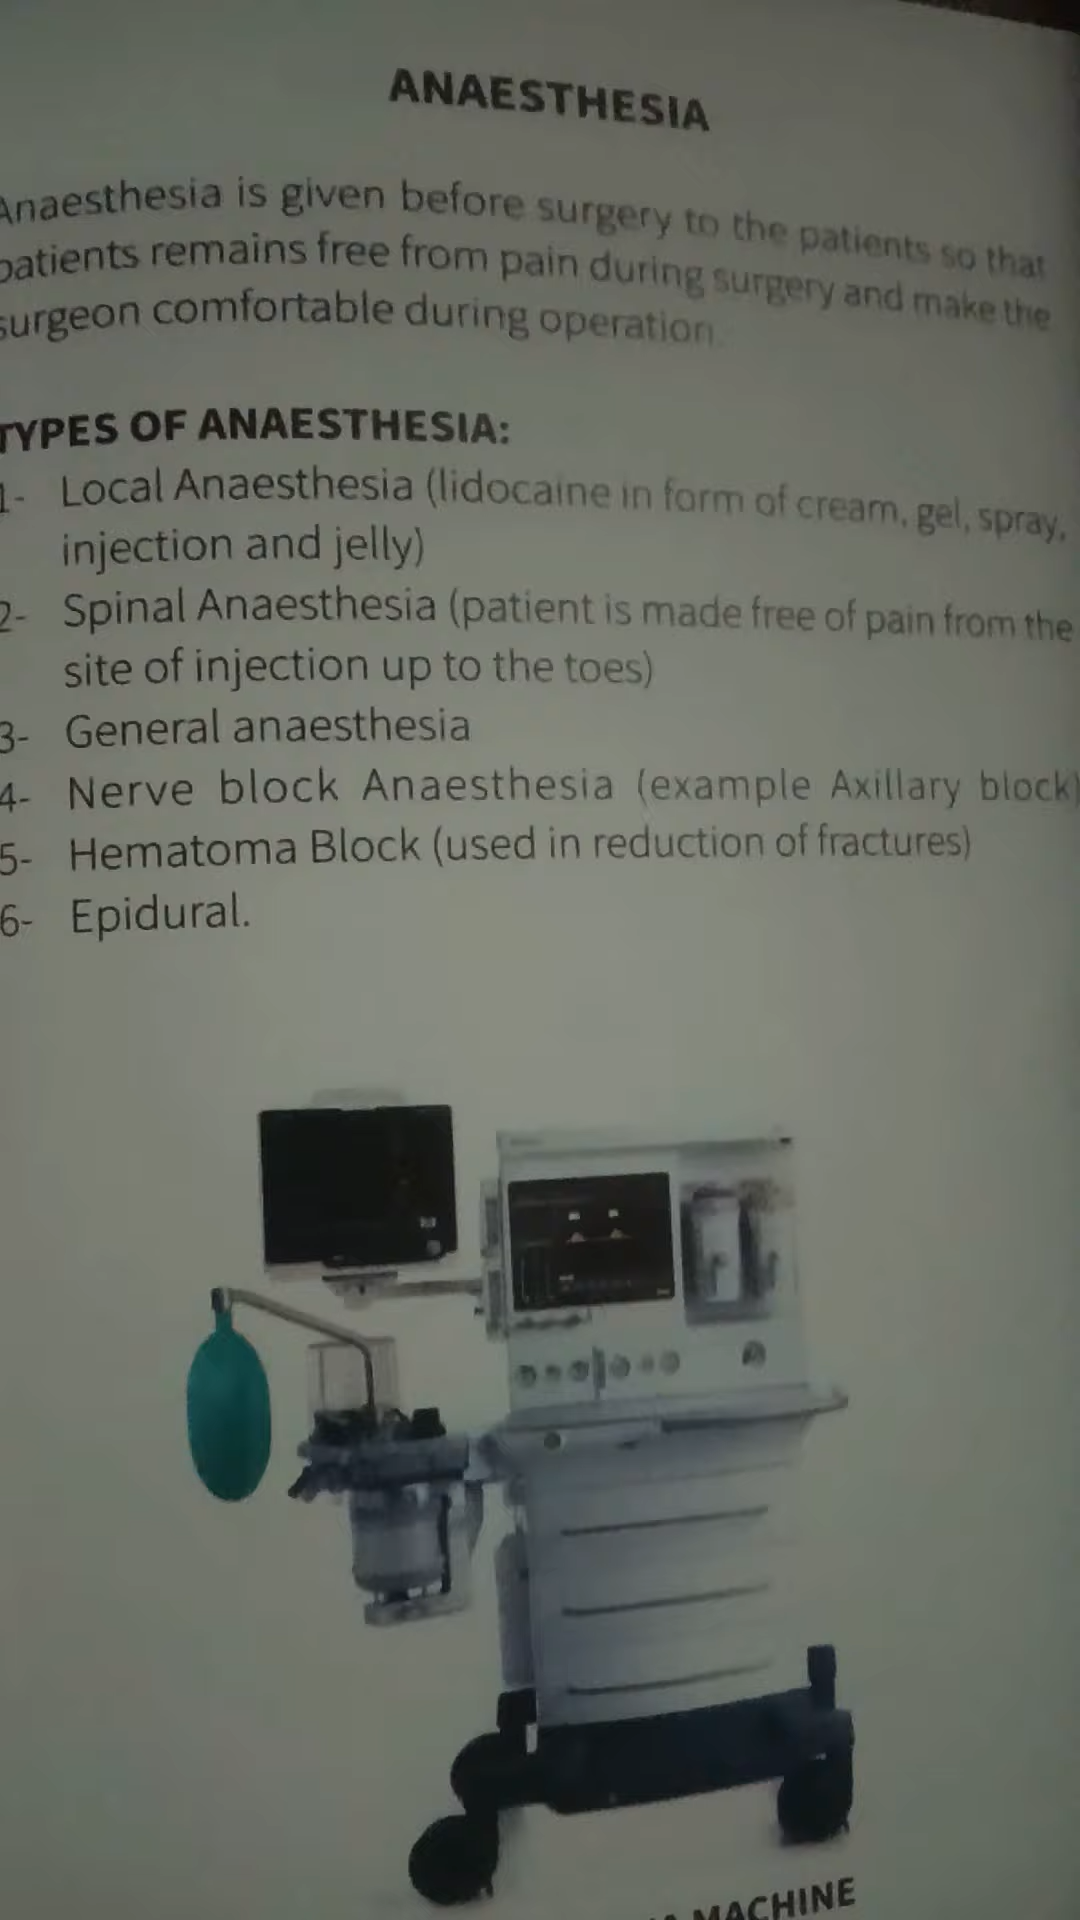 ANAESTHESIA
Anaesthesia is given before surgery to the patients so that
patients remains free from pain during surgery and make the
surgeon comfortable during operation.
TYPES OF ANAESTHESIA:
1- Local Anaesthesia (lidocaine in form of cream, gel, spray,
injection and jelly)
2- Spinal Anaesthesia (patient is made free of pain from the
site of injection up to the toes)
3- General anaesthesia
4- Nerve block Anaesthesia (example Axillary block)
5- Hematoma Block (used in reduction of fractures)
6- Epidural.
MACHINE